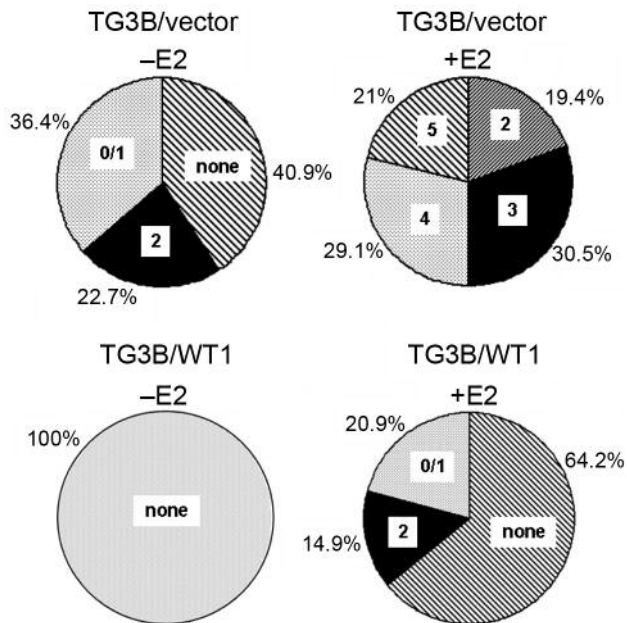 TG3B/vector
–E2
36.4%
0/1
none
40.9%
2
22.7%
TG3B/vector
+E2
21%
19.4%
5
2
4
3
29.1%
30.5%
TG3B/WT1
–E2
100%
none
TG3B/WT1
+E2
20.9%
64.2%
0/1
2
none
14.9%